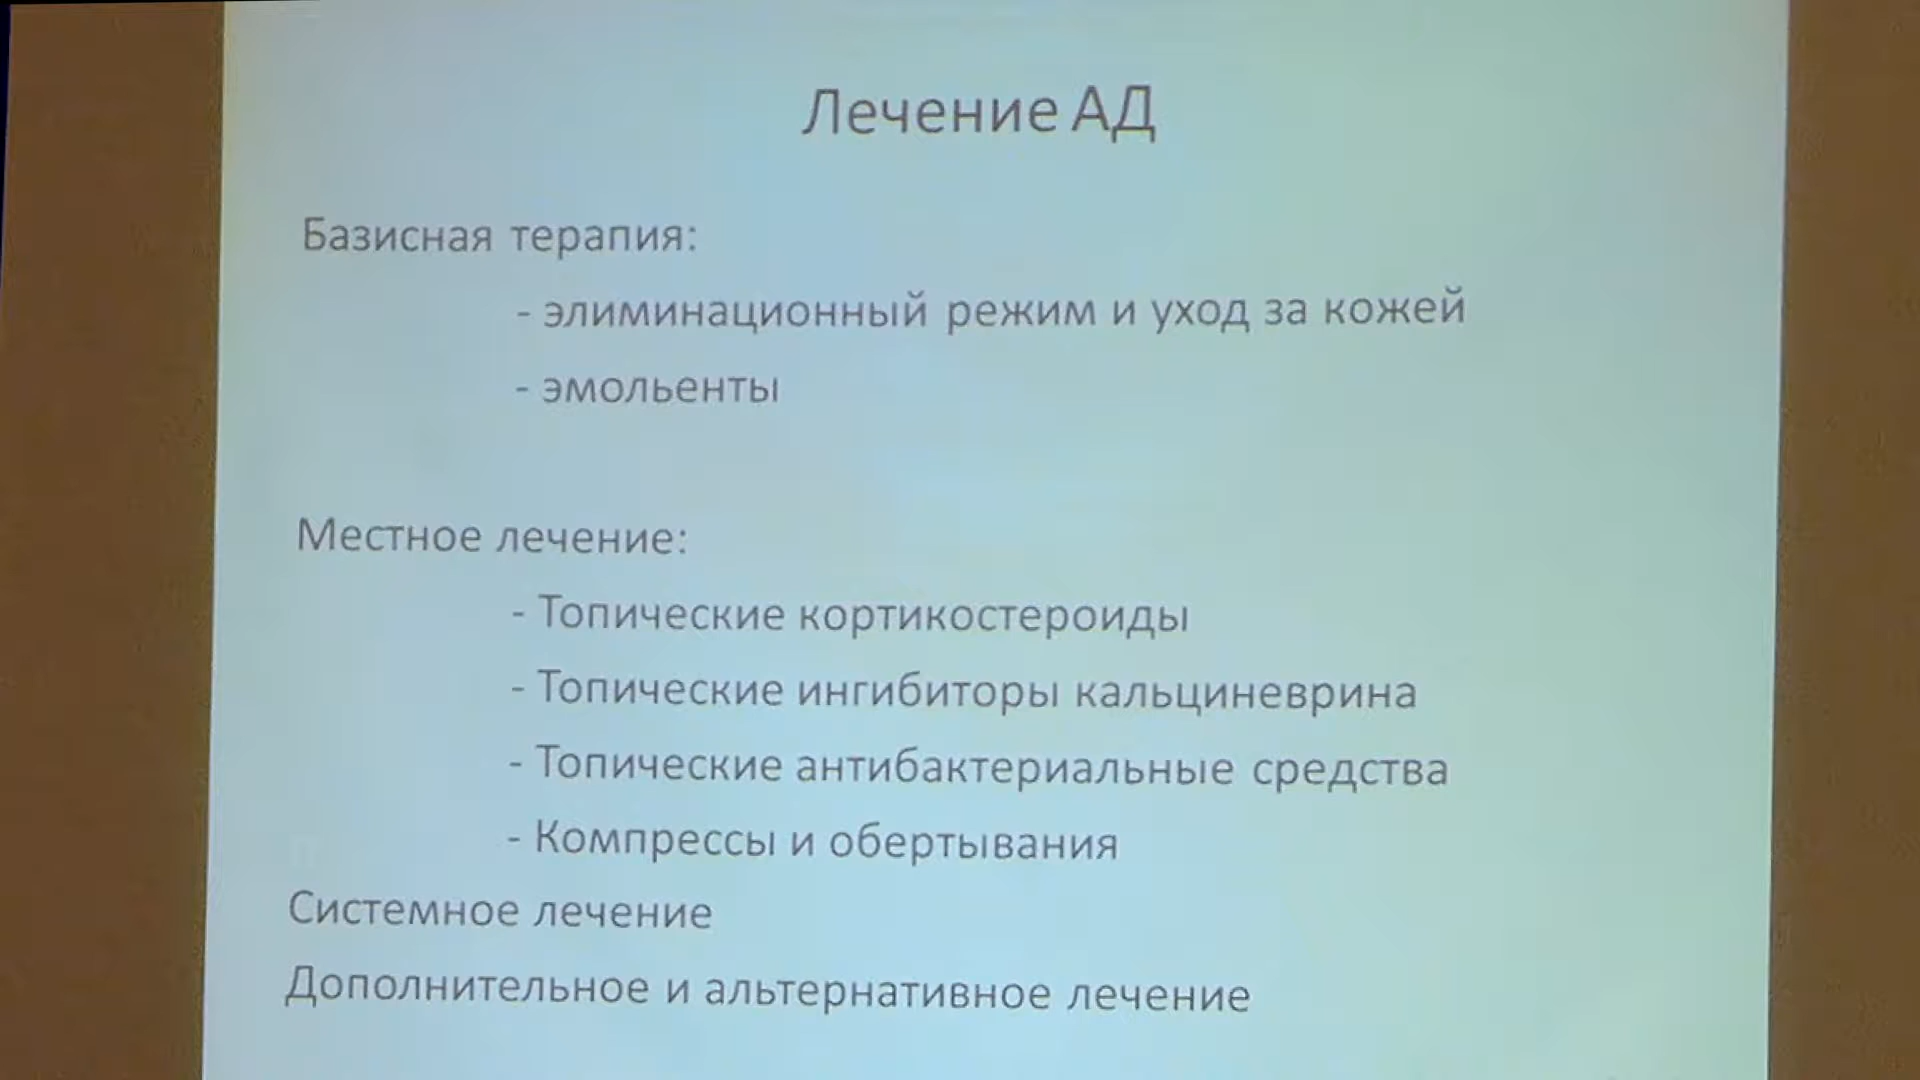 Лечение АД
Базисная терапия:
- элиминационный режим и уход за кожей
- эмольенты
Местное лечение:
- Топические кортикостероиды
- Топические ингибиторы кальциневрина
- Топические антибактериальные средства
- Компрессы и обертывания
Системное лечение
Дополнительное и альтернативное лечение